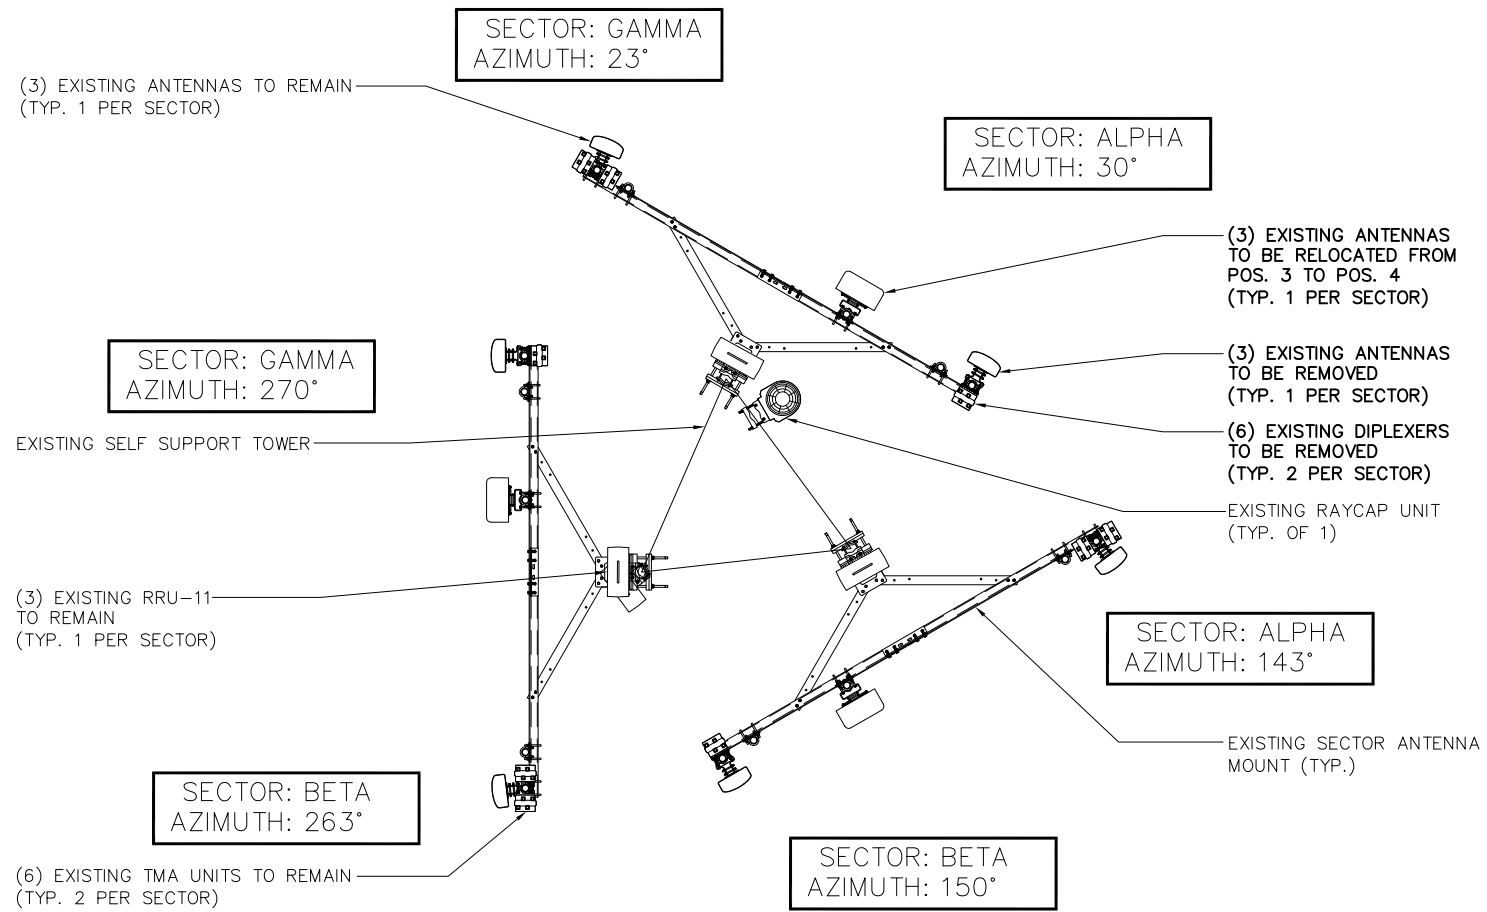 SECTOR: GAMMA
AZIMUTH: 23°
(3) EXISTING ANTENNAS TO REMAIN
(TYP. 1 PER SECTOR)
SECTOR: ALPHA
AZIMUTH: 30°
(3) EXISTING ANTENNAS
TO BE RELOCATED FROM
POS. 3 TO POS. 4
(TYP. 1 PER SECTOR)
SECTOR: GAMMA
AZIMUTH: 270°
(3) EXISTING ANTENNAS
TO BE REMOVED
(TYP. 1 PER SECTOR)
EXISTING SELF SUPPORT TOWER
(6) EXISTING DIPLEXERS
TO BE REMOVED
(TYP. 2 PER SECTOR)
EXISTING RAYCAP UNIT
(TYP. OF 1)
(3) EXISTING RRU-11
TO REMAIN
(TYP. 1 PER SECTOR)
SECTOR: ALPHA
AZIMUTH: 143°
EXISTING SECTOR ANTENNA
MOUNT (TYP.)
SECTOR: BETA
AZIMUTH: 263°
(6) EXISTING TMA UNITS TO REMAIN
(TYP. 2 PER SECTOR)
SECTOR: BETA
AZIMUTH: 150°